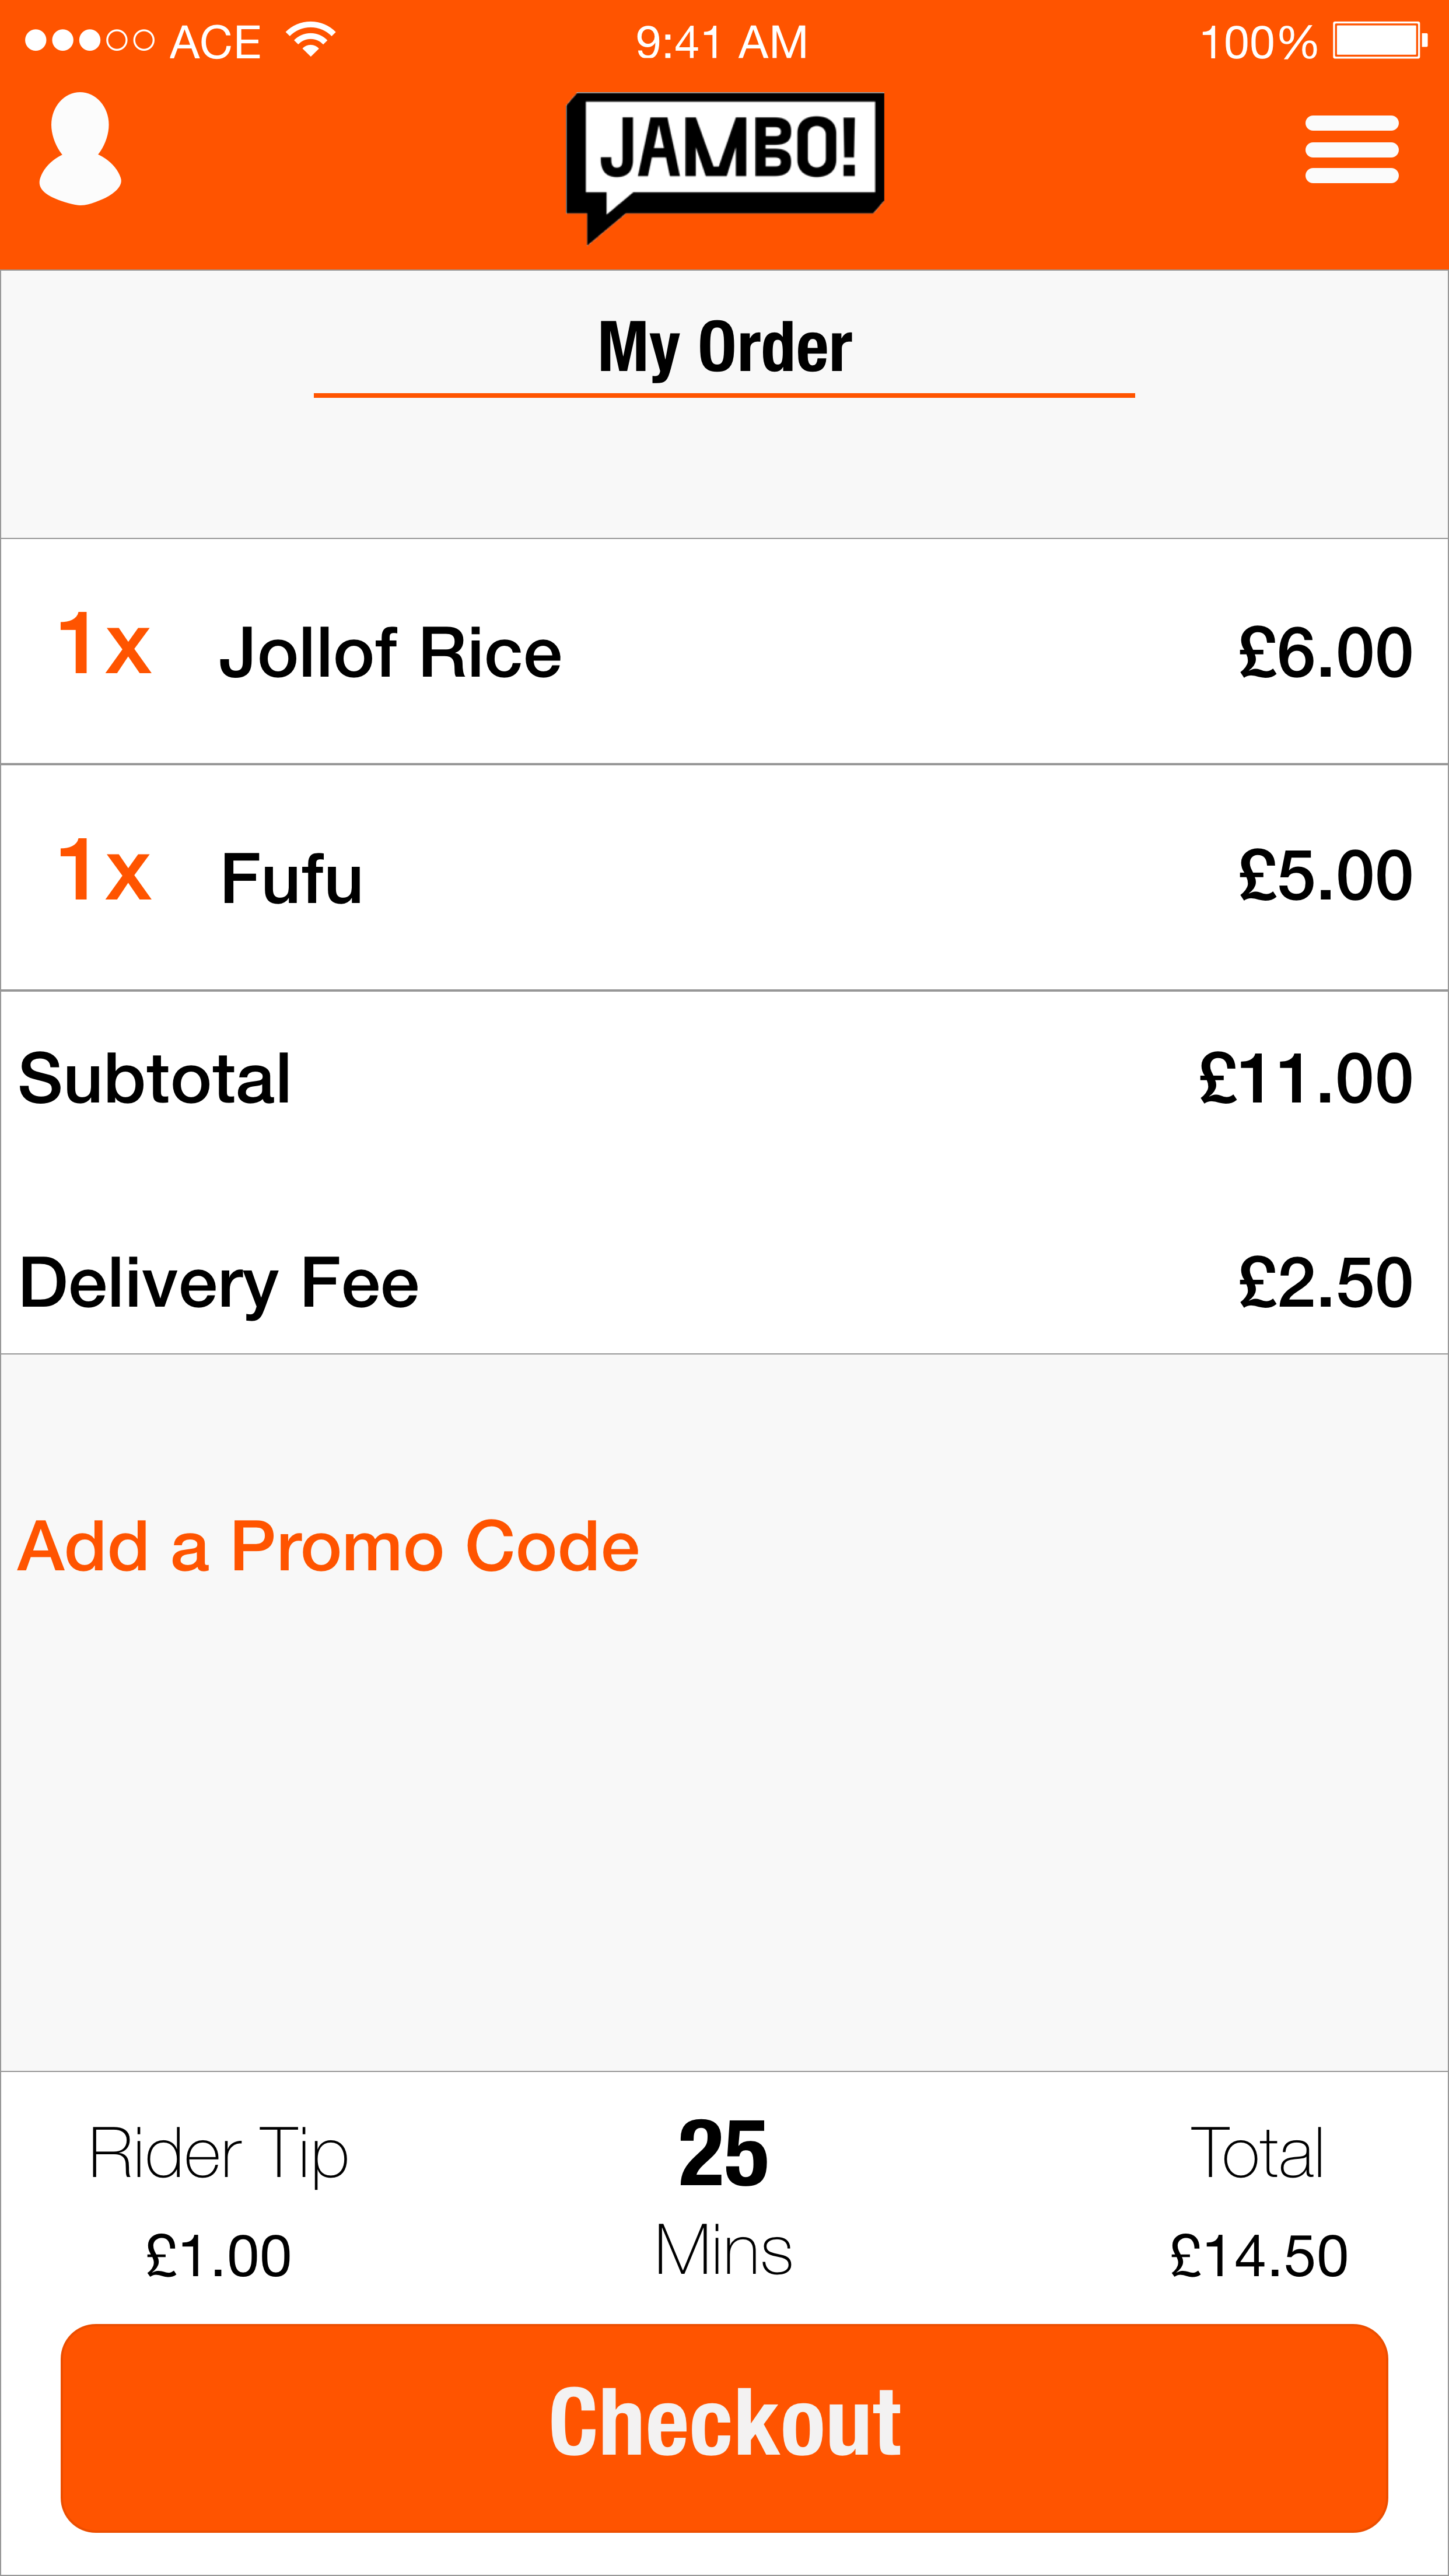 ACE 9:41 AM 100%
JAMBO!
My Order
1x Jollof Rice £6.00
1x Fufu £5.00
Subtotal £11.00
Delivery Fee £2.50
Add a Promo Code
Rider Tip 25 Total
£1.00 Mins £14.50
Checkout